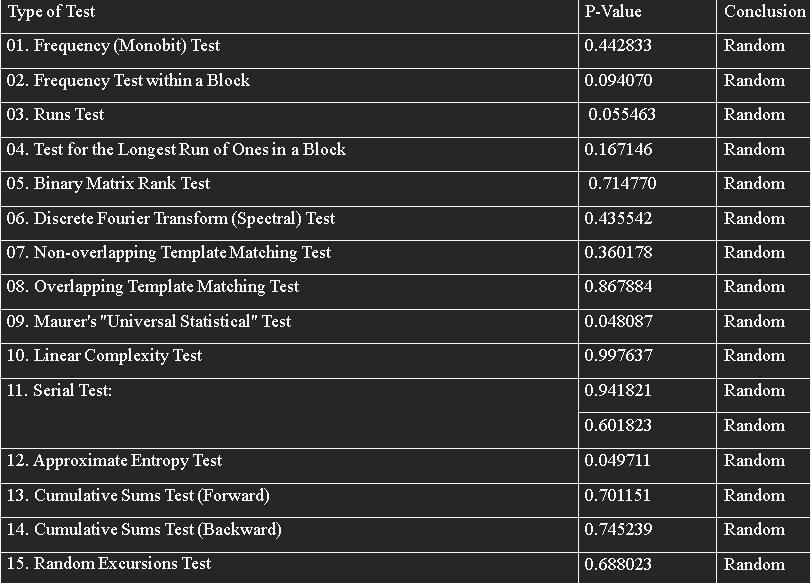 Type of Test P-Value Conclusion
01. Frequency (Monobit) Test 0.442833 Random
02. Frequency Test within a Block 0.094070 Random
03. Runs Test 0.055463 Random
04. Test for the Longest Run of Ones in a Block 0.167146 Random
05. Binary Matrix Rank Test 0.714770 Random
06. Discrete Fourier Transform (Spectral) Test 0.435542 Random
07. Non-overlapping Template Matching Test 0.360178 Random
08. Overlapping Template Matching Test 0.867884 Random
09. Maurer's "Universal Statistical" Test 0.048087 Random
10. Linear Complexity Test 0.997637 Random
11. Serial Test: 0.941821 Random
0.601823 Random
12. Approximate Entropy Test 0.049711 Random
13. Cumulative Sums Test (Forward) 0.701151 Random
14. Cumulative Sums Test (Backward) 0.745239 Random
15. Random Excursions Test 0.688023 Random